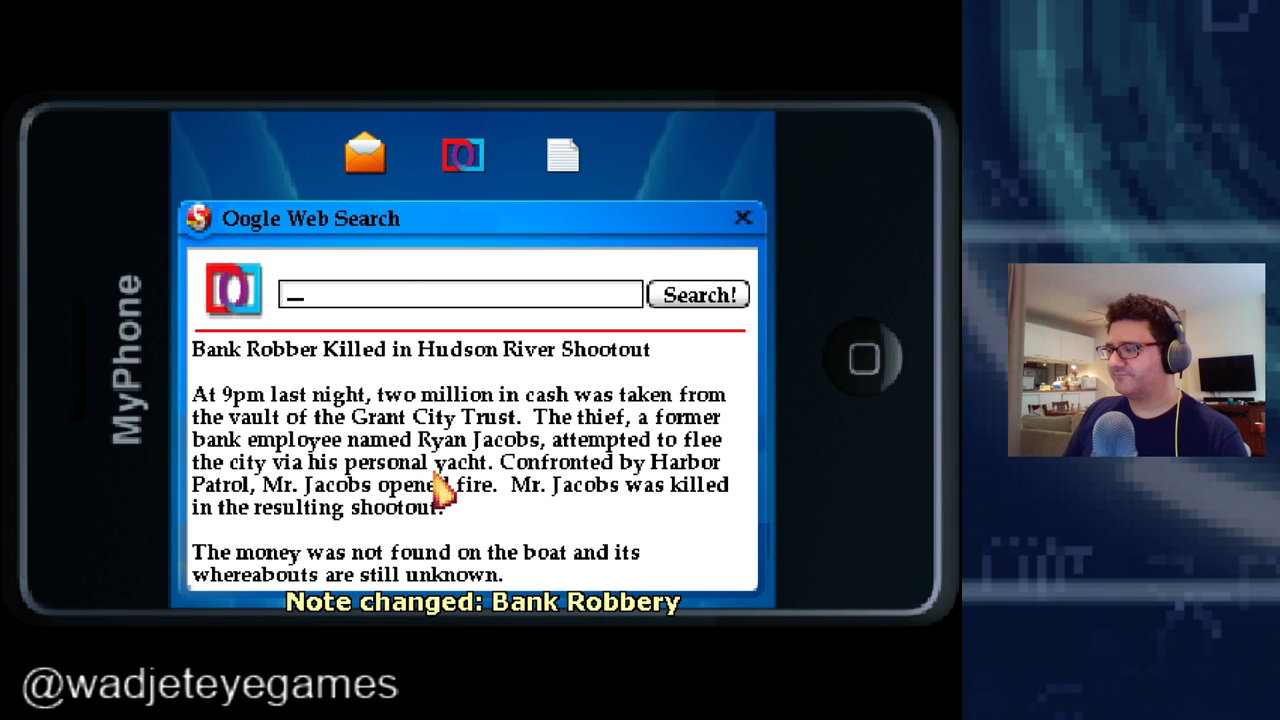 MyPhone
Oogle Web Search
Search!
Bank Robber Killed in Hudson River Shootout
At 9pm last night, two million in cash was taken from
the vault of the Grant City Trust. The thief, a former
bank employee named Ryan Jacobs, attempted to flee
the city via his personal yacht. Confronted by Harbor
Patrol, Mr. Jacobs opened fire. Mr. Jacobs was killed
in the resulting shootout.
The money was not found on the boat and its
whereabouts are still unknown.
Note changed: Bank Robbery
@wadjeteyegames